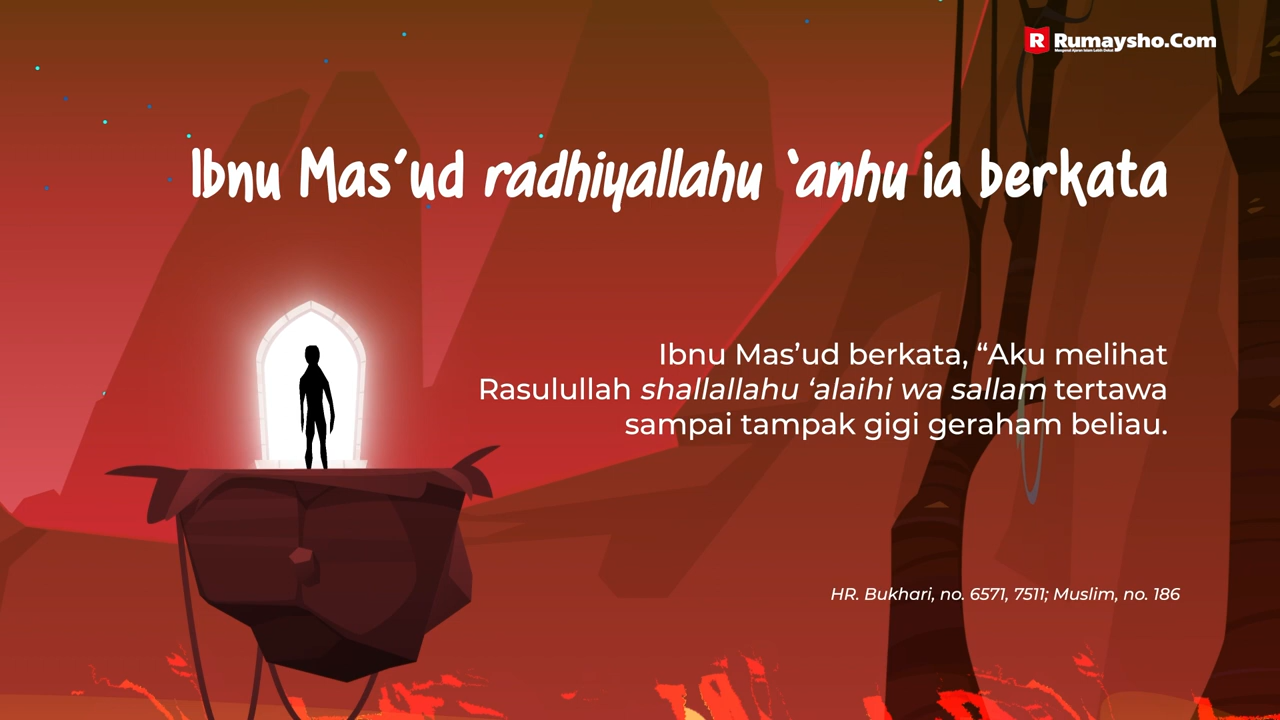 R Rumaysho.Com
Ibnu Mas’ud radhiyallahu ‘anhu ia berkata
Ibnu Mas’ud berkata, “Aku melihat
Rasulullah shallallahu ‘alaihi wa sallam tertawa
sampai tampak gigi geraham beliau.
HR. Bukhari, no. 6571, 7511; Muslim, no. 186